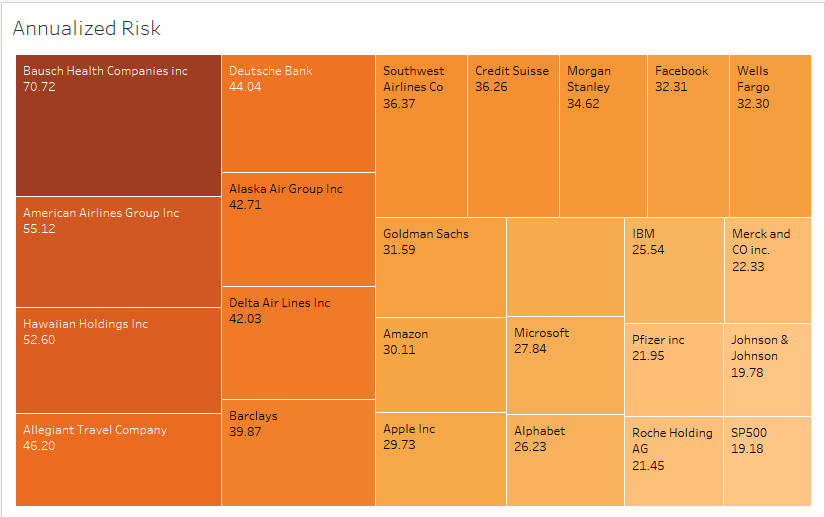 Annualized Risk
Bausch Health Companies inc
70.72
American Airlines Group Inc
55.12
Hawaiian Holdings Inc
52.60
Allegiant Travel Company
46.20
Deutsche Bank
44.04
Alaska Air Group Inc
42.71
Delta Air Lines Inc
42.03
Barclays
39.87
Southwest
Airlines Co
36.37
Credit Suisse
36.26
Morgan
Stanley
34.62
Facebook
32.31
Wells
Fargo
32.30
Goldman Sachs
31.59
Amazon
30.11
Apple Inc
29.73
Microsoft
27.84
Alphabet
26.23
IBM
25.54
Merck and
CO inc.
22.33
Pfizer inc
21.95
Johnson &
Johnson
19.78
Roche Holding
AG
21.45
SP500
19.18